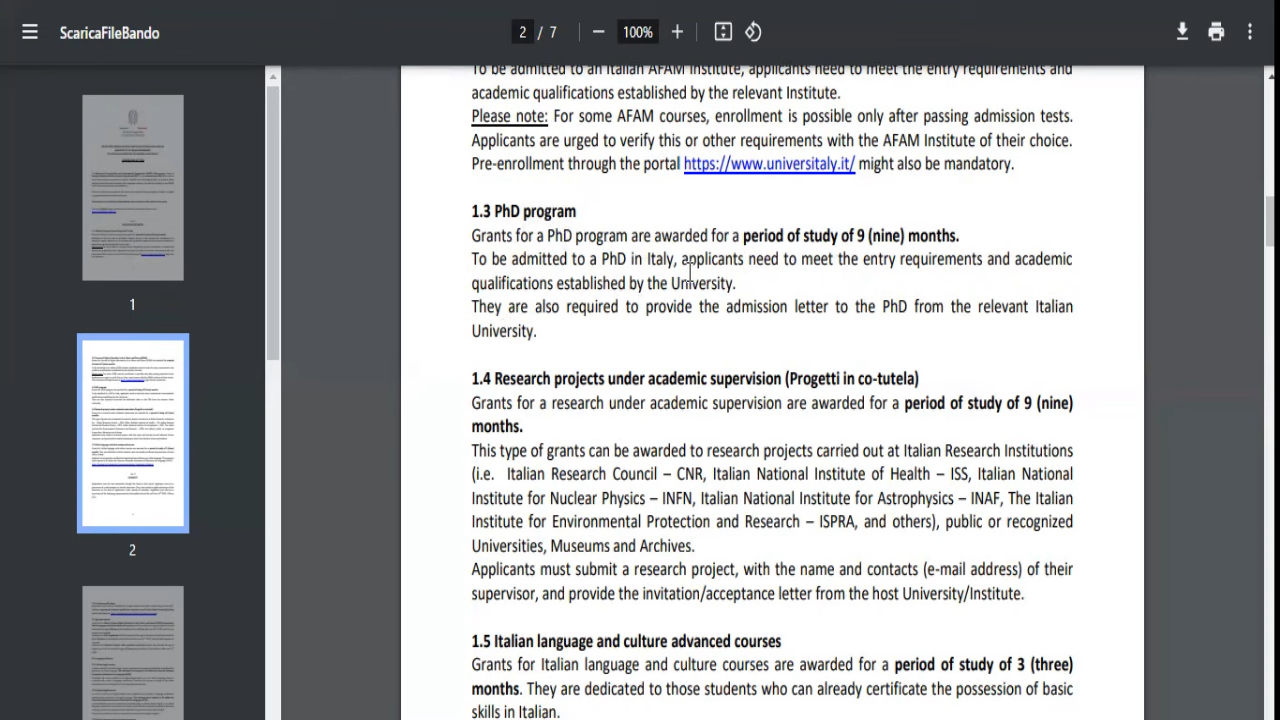 ScaricaFileBando
2 / 7
100%
1
2
To be admitted to an Italian AFAM Institute, applicants need to meet the entry requirements and
academic qualifications established by the relevant Institute.
Please note: For some AFAM courses, enrollment is possible only after passing admission tests.
Applicants are urged to verify this or other requirements with the AFAM Institute of their choice.
Pre-enrollment through the portal https://www.universitaly.it/ might also be mandatory.
1.3 PhD program
Grants for a PhD program are awarded for a period of study of 9 (nine) months.
To be admitted to a PhD in Italy, applicants need to meet the entry requirements and academic
qualifications established by the University.
They are also required to provide the admission letter to the PhD from the relevant Italian
University.
1.4 Research projects under academic supervision (Progetti in co-tutela)
Grants for research under academic supervision are awarded for a period of study of 9 (nine)
months.
This type of grants can be awarded to research projects carried out at Italian Research Institutions
(i.e. Italian Research Council – CNR, Italian National Institute of Health – ISS, Italian National
Institute for Nuclear Physics – INFN, Italian National Institute for Astrophysics – INAF, The Italian
Institute for Environmental Protection and Research – ISPRA, and others), public or recognized
Universities, Museums and Archives.
Applicants must submit a research project, with the name and contacts (e-mail address) of their
supervisor, and provide the invitation/acceptance letter from the host University/Institute.
1.5 Italian language and culture advanced courses
Grants for Italian language and culture courses are awarded for a period of study of 3 (three)
months. They are dedicated to those students who can already certificate the possession of basic
skills in Italian.